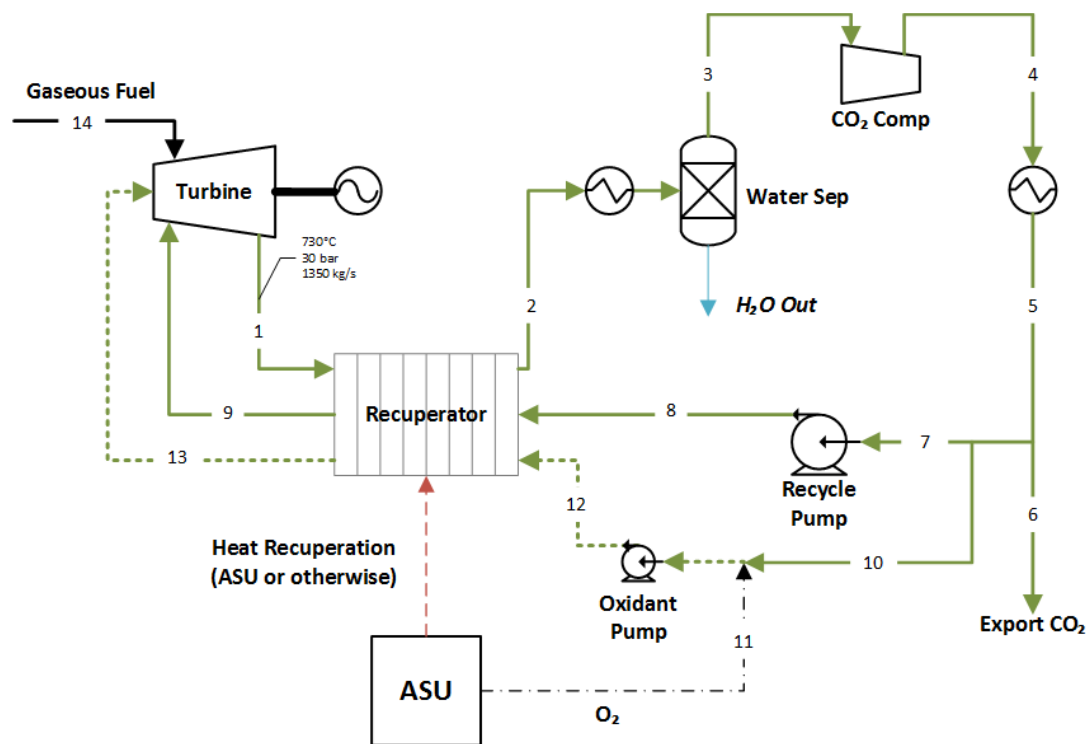 Gaseous Fuel
14
Turbine
730°C
30 bar
1350 kg/s
1
2
3
4
CO₂ Comp
Water Sep
H₂O Out
5
Recuperator
9
13
8
7
Recycle
Pump
6
12
10
Oxidant
Pump
11
Export CO₂
Heat Recuperation
(ASU or otherwise)
ASU
O₂